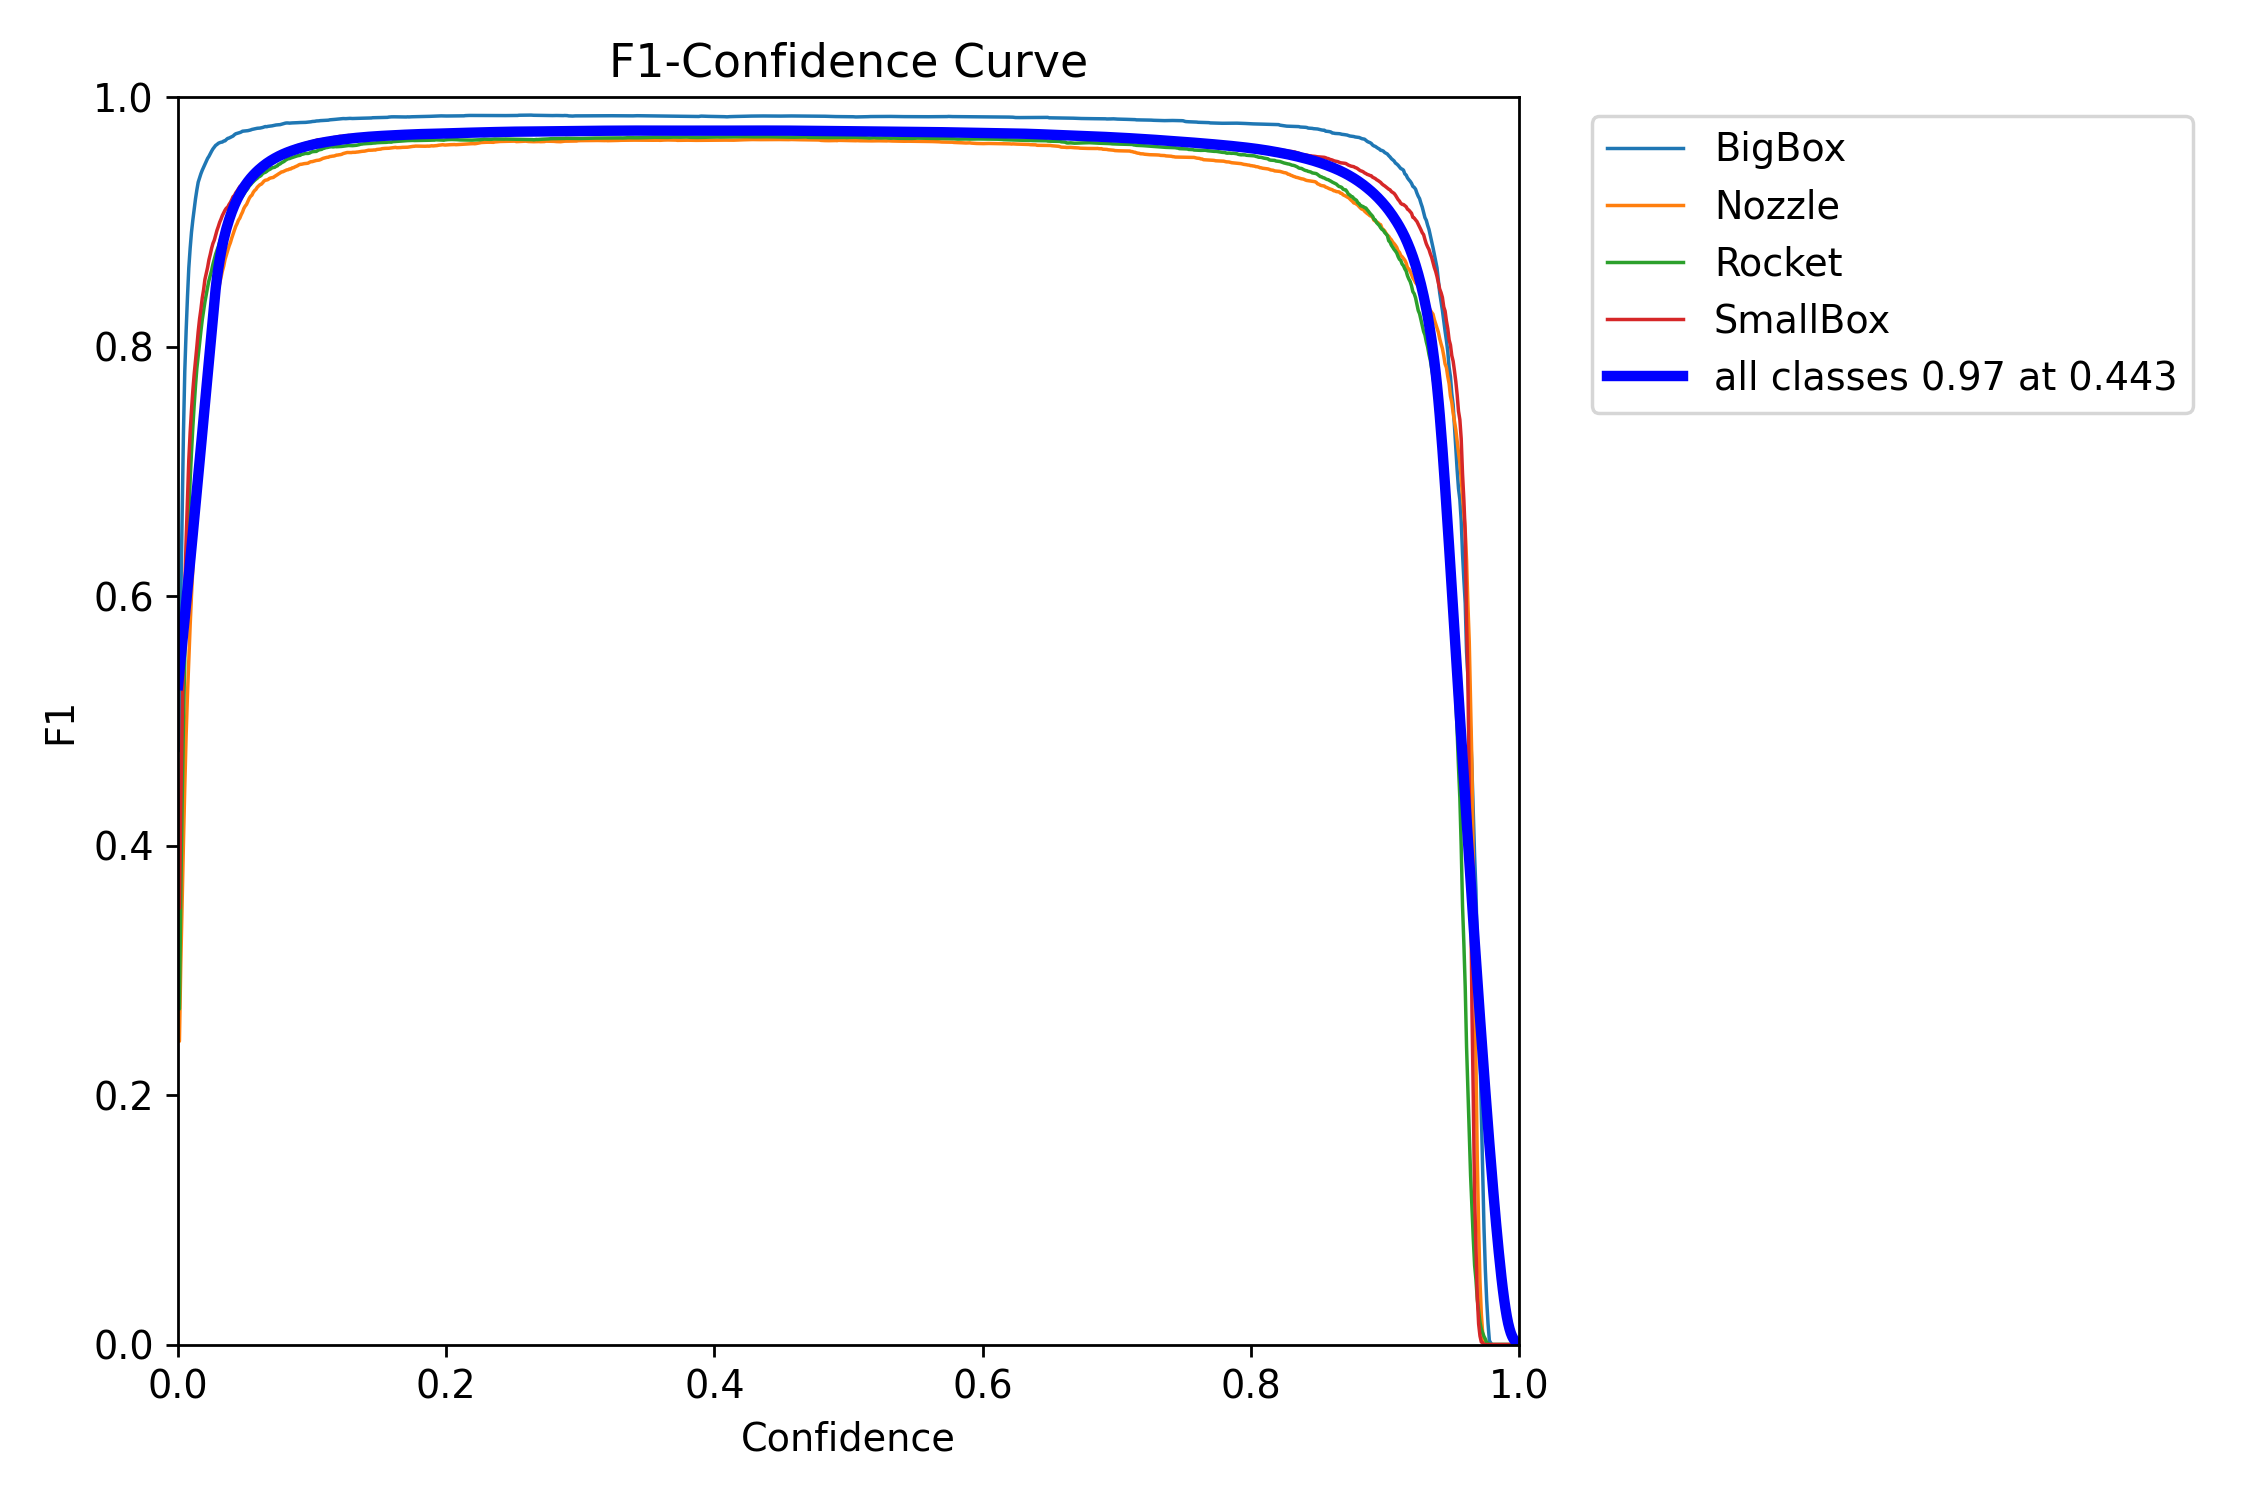 F1-Confidence Curve
1.0
0.8
0.6
0.4
0.2
0.0
F1
0.0 0.2 0.4 0.6 0.8 1.0
Confidence
BigBox
Nozzle
Rocket
SmallBox
all classes 0.97 at 0.443